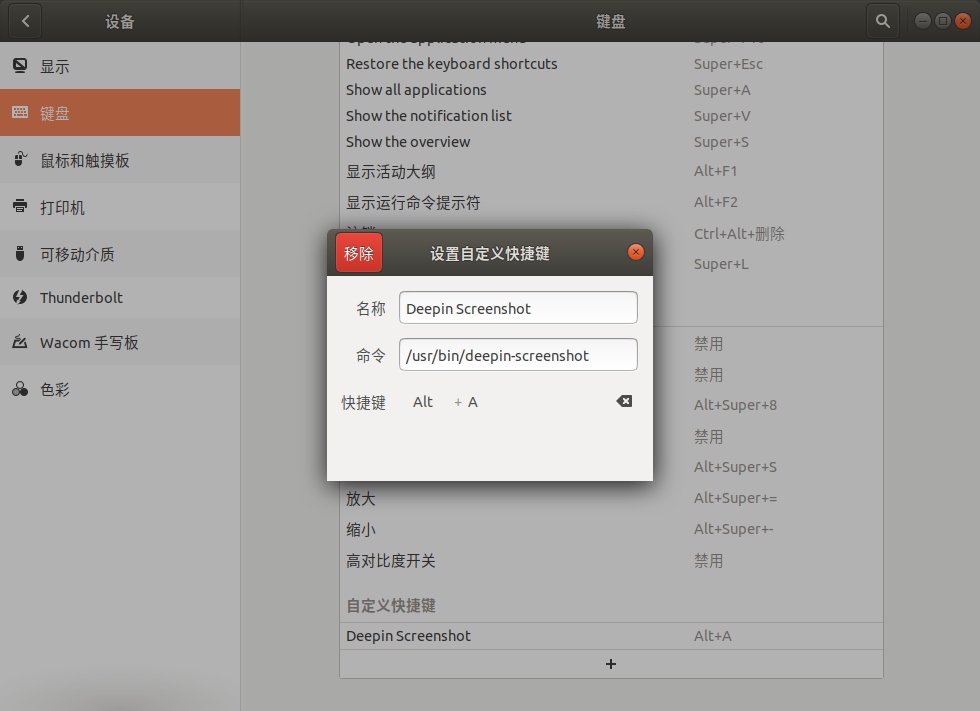 设备
键盘
显示
键盘
鼠标和触摸板
打印机
可移动介质
Thunderbolt
Wacom 手写板
色彩
Restore the keyboard shortcuts Super+Esc
Show all applications Super+A
Show the notification list Super+V
Show the overview Super+S
显示活动大纲 Alt+F1
显示运行命令提示符 Alt+F2
Ctrl+Alt+删除
Super+L
移除 设置自定义快捷键
名称 Deepin Screenshot
命令 /usr/bin/deepin-screenshot
快捷键 Alt + A
禁用
禁用
Alt+Super+8
禁用
Alt+Super+S
放大 Alt+Super+=
缩小 Alt+Super+-
高对比度开关 禁用
自定义快捷键
Deepin Screenshot Alt+A
+